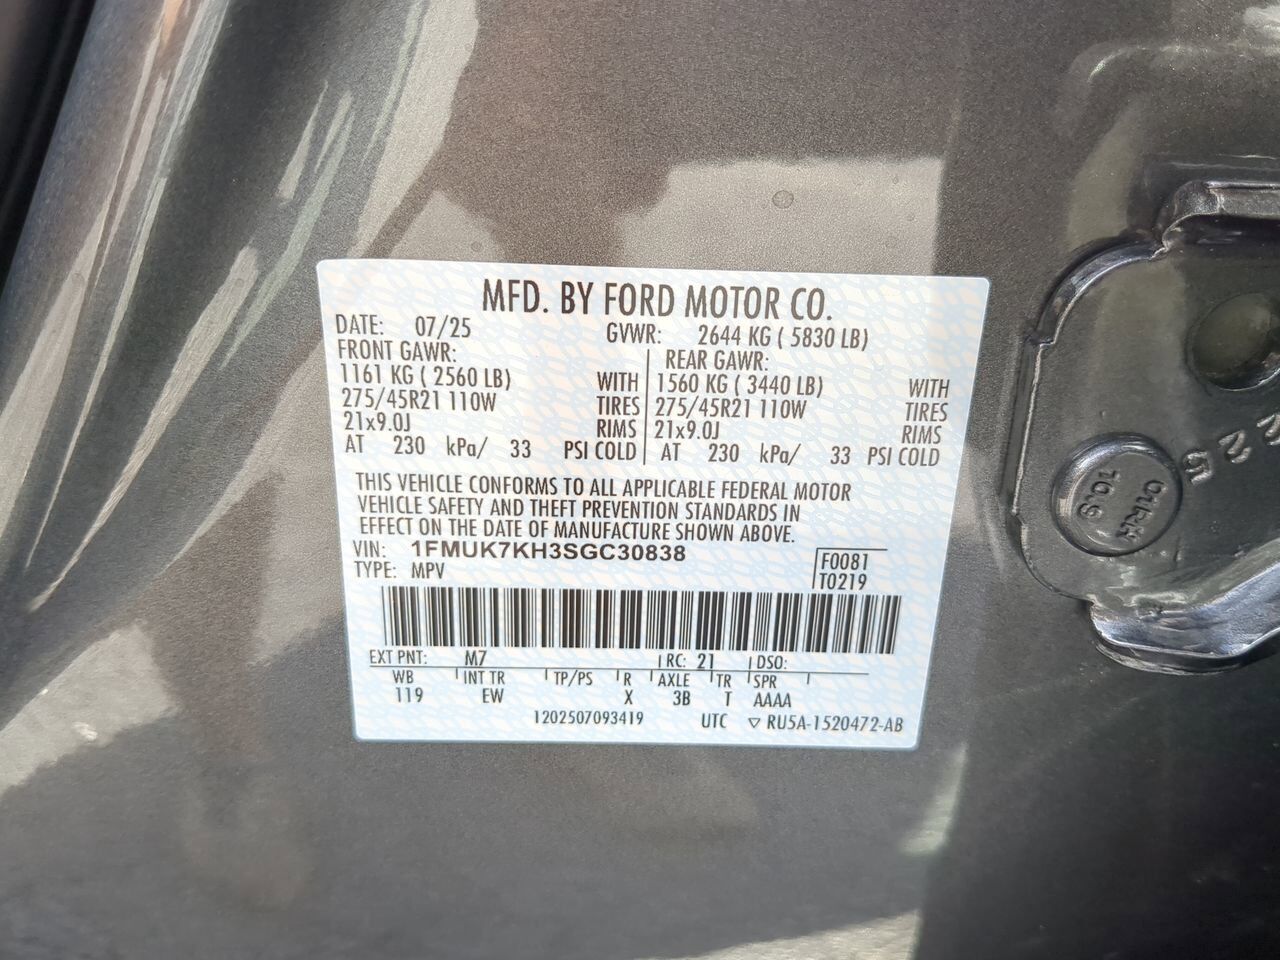 MFD. BY FORD MOTOR CO.
DATE: 07/25 GVWR: 2644 KG ( 5830 LB)
FRONT GAWR: REAR GAWR:
1161 KG ( 2560 LB) WITH 1560 KG ( 3440 LB) WITH
275/45R21 110W TIRES 275/45R21 110W TIRES
21x9.0J RIMS 21x9.0J RIMS
AT 230 kPa/ 33 PSI COLD AT 230 kPa/ 33 PSI COLD
THIS VEHICLE CONFORMS TO ALL APPLICABLE FEDERAL MOTOR
VEHICLE SAFETY AND THEFT PREVENTION STANDARDS IN
EFFECT ON THE DATE OF MANUFACTURE SHOWN ABOVE.
VIN: 1FMUK7KH3SGC30838 F0081
TYPE: MPV T0219
EXT PNT: M7 RC: 21 DSO:
WB INT TR TP/PS R AXLE TR SPR
119 EW X 3B T AAAA
1202507093419 UTC ▽ RU5A-1520472-AB
10.9